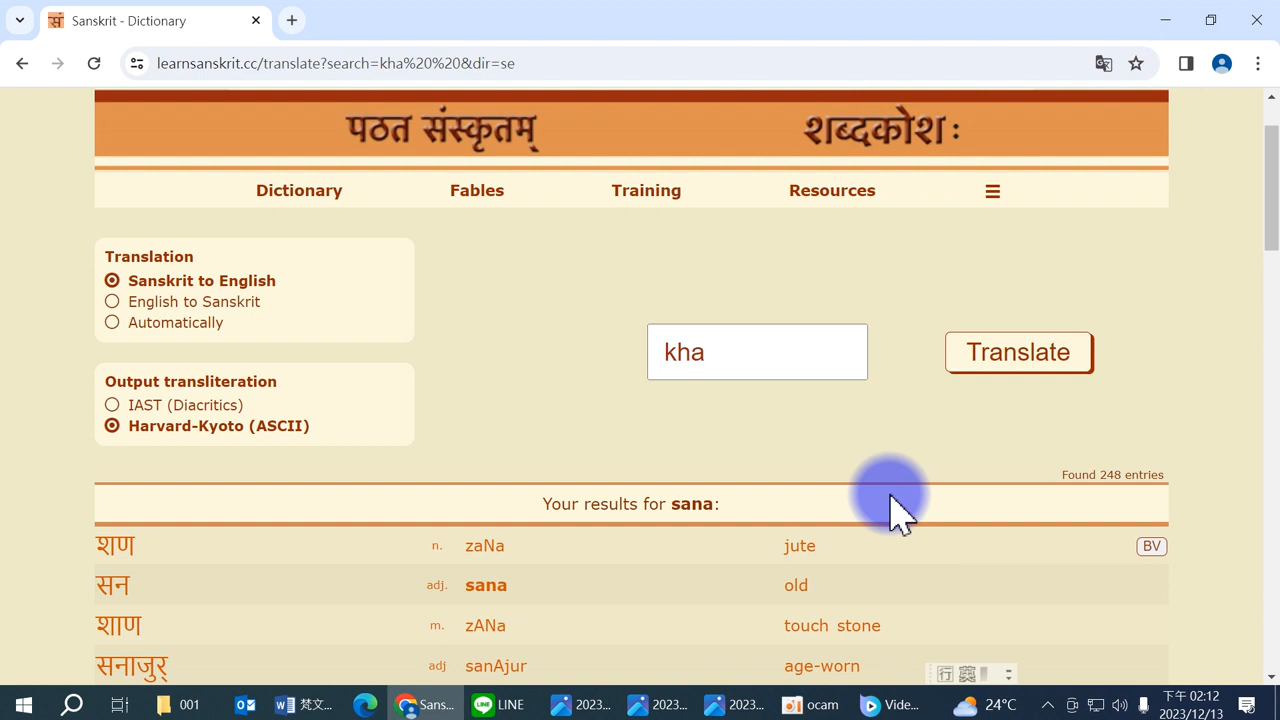 Sanskrit - Dictionary
learnsanskrit.cc/translate?search=kha%20%20&dir=se
पठत संस्कृतम् शब्दकोशः
Dictionary Fables Training Resources
Translation
Sanskrit to English
English to Sanskrit
Automatically
kha
Translate
Output transliteration
IAST (Diacritics)
Harvard-Kyoto (ASCII)
Found 248 entries
Your results for sana:
शण n. zaNa jute BV
सन adj. sana old
शाण m. zANa touch stone
सनाजुर् adj sanAjur age-worn
行 英
001 梵文... Sans... LINE 2023... 2023... 2023... ocam Vide... 24°C 下午 02:12
2023/12/13